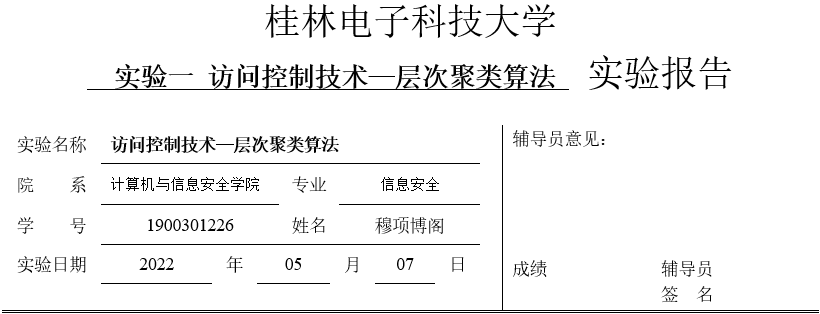 桂林电子科技大学
实验一 访问控制技术—层次聚类算法 实验报告
实验名称 访问控制技术—层次聚类算法
院 系 计算机与信息安全学院 专业 信息安全
学 号 1900301226 姓名 穆项博阁
实验日期 2022 年 05 月 07 日
辅导员意见：
成绩 辅导员
签 名